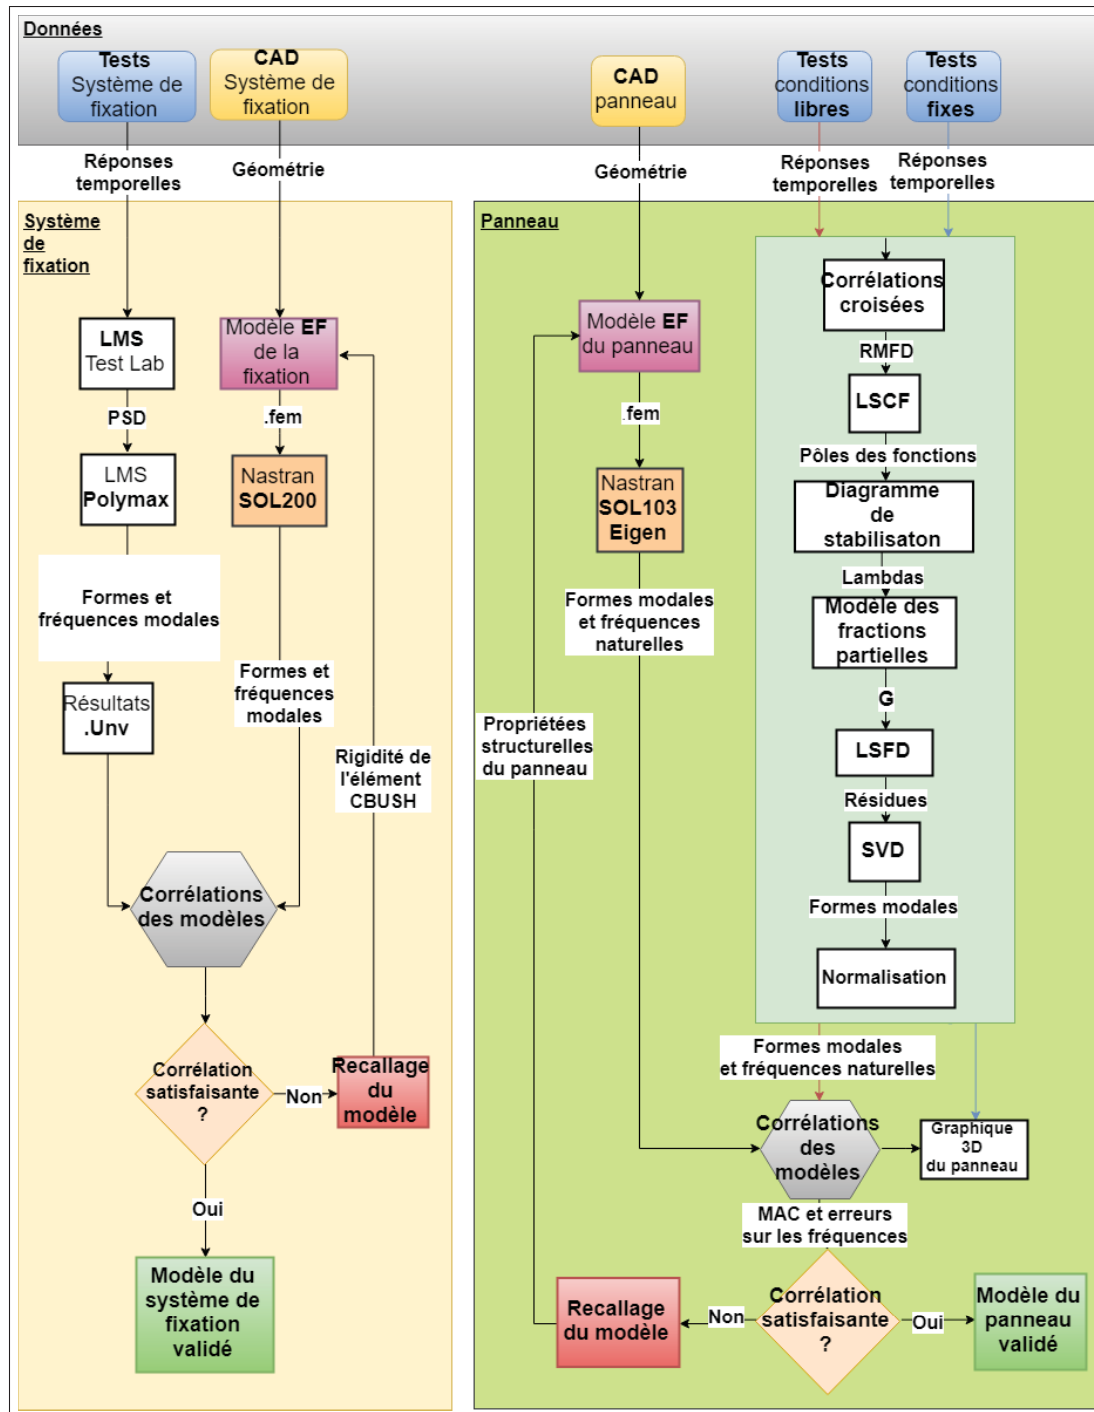 Données
Tests
Système de
fixation
CAD
Système de
fixation
CAD
panneau
Tests
conditions
libres
Tests
conditions
fixes
Réponses
temporelles
Géométrie
Géométrie
Réponses
temporelles
Réponses
temporelles
Système
de
fixation
LMS
Test Lab
PSD
LMS
Polymax
Formes et
fréquences modales
Résultats
.Unv
Modèle EF
de la
fixation
.fem
Nastran
SOL200
Formes et
fréquences
modales
Rigidité de
l'élément
CBUSH
Corrélations
des modèles
Corrélation
satisfaisante
?
Non
Recallage
du
modèle
Oui
Modèle du
système de
fixation
validé
Panneau
Modèle EF
du panneau
.fem
Nastran
SOL103
Eigen
Formes modales
et fréquences
naturelles
Propriétées
structurelles
du panneau
Corrélations
croisées
RMFD
LSCF
Pôles des fonctions
Diagramme
de
stabilisaton
Lambdas
Modèle des
fractions
partielles
G
LSFD
Résidues
SVD
Formes modales
Normalisation
Formes modales
et fréquences naturelles
Corrélations
des
modèles
Graphique
3D
du panneau
MAC et erreurs
sur les fréquences
Corrélation
satisfaisante
?
Non
Recallage
du modèle
Oui
Modèle du
panneau
validé